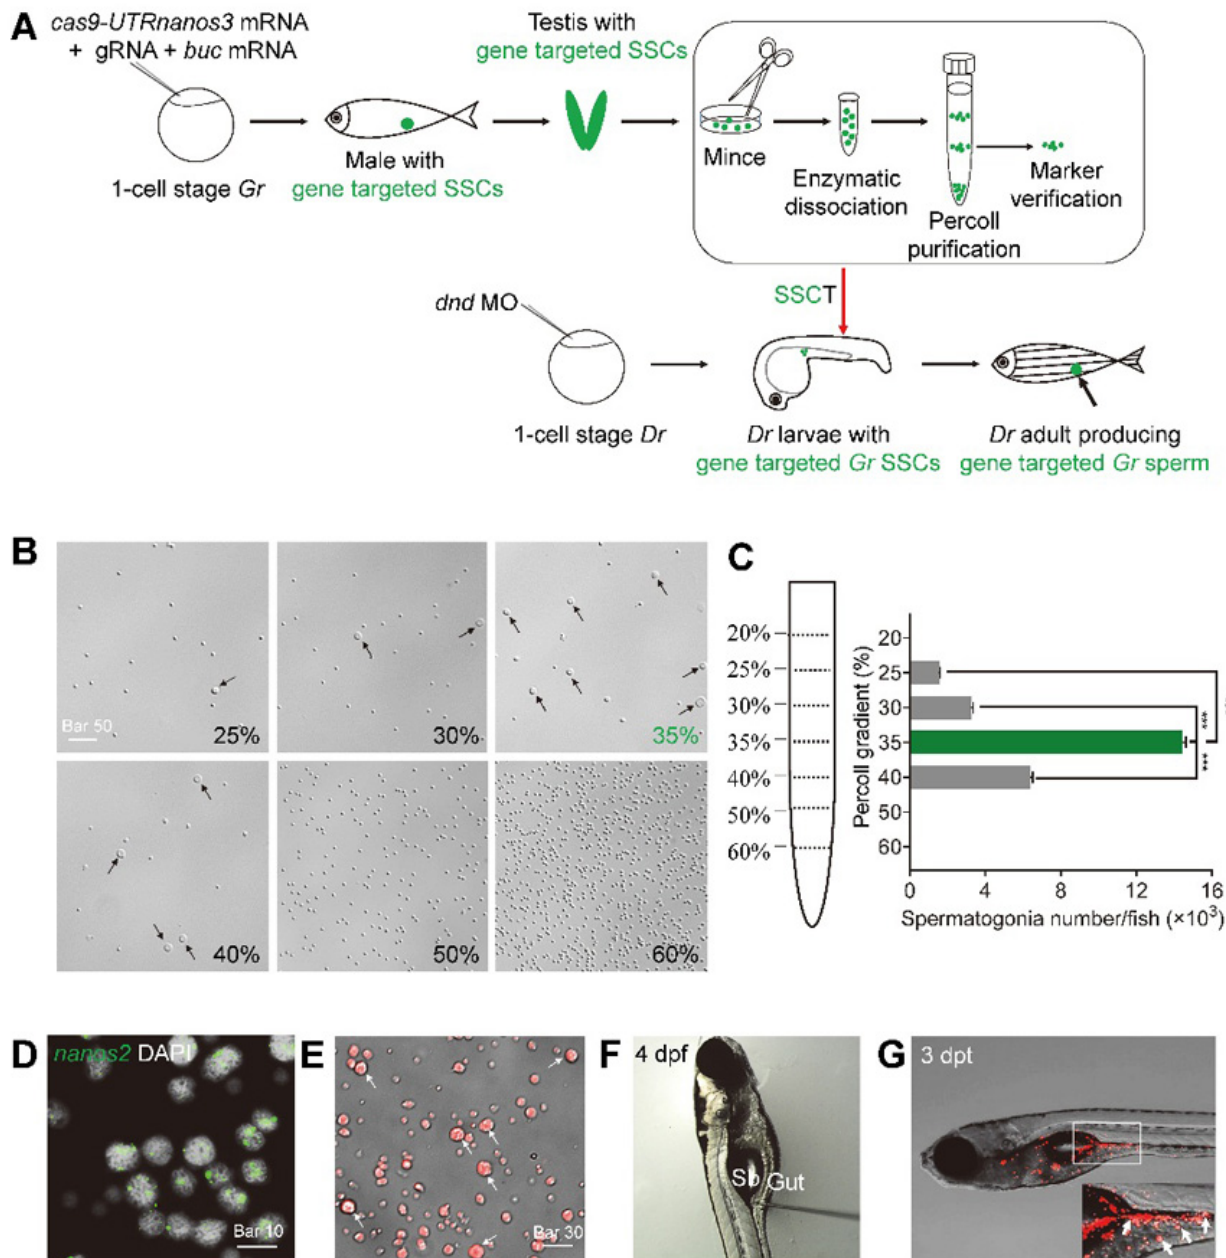 A
cas9-UTRnanos3 mRNA
+ gRNA + buc mRNA
1-cell stage Gr
Male with
gene targeted SSCs
Testis with
gene targeted SSCs
Mince
Enzymatic
dissociation
Percoll
purification
Marker
verification
SSCT
dnd MO
1-cell stage Dr
Dr larvae with
gene targeted Gr SSCs
Dr adult producing
gene targeted Gr sperm
B
Bar 50
25%
30%
35%
40%
50%
60%
C
20%
25%
30%
35%
40%
50%
60%
Percoll gradient (%)
20
25
30
35
40
50
60
***
***
0
4
8
12
16
Spermatogonia number/fish (×10³)
D
nanos2 DAPI
Bar 10
E
Bar 30
F
4 dpf
Sb
Gut
G
3 dpt